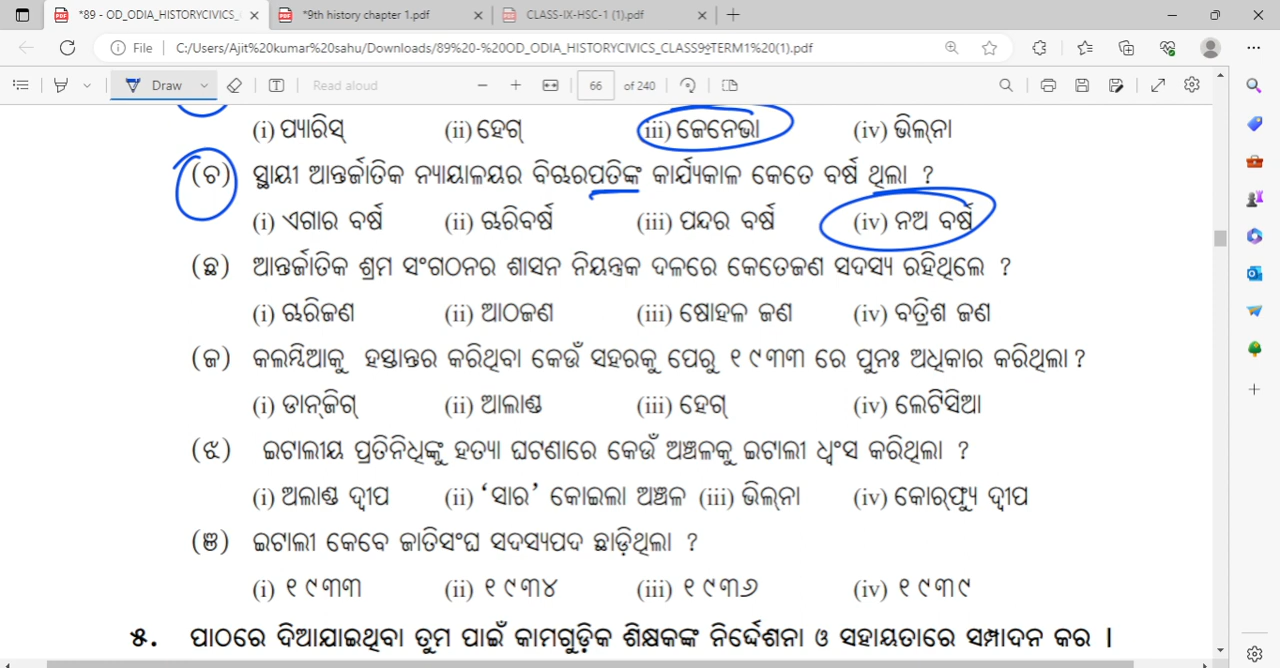 *89 - OD_ODIA_HISTORYCIVICS_
*9th history chapter 1.pdf
CLASS-IX-HSC-1 (1).pdf
File C:/Users/Ajit%20kumar%20sahu/Downloads/89%20-%20OD_ODIA_HISTORYCIVICS_CLASS9%20TERM1%20(1).pdf
Draw Read aloud 66 of 240
(i) ପ୍ୟାରିସ୍ (ii) ହେଗ୍ (iii) ଜେନେଭା (iv) ଭିଲ୍‌ନା
(ଚ) ସ୍ଥାୟୀ ଆନ୍ତର୍ଜାତିକ ନ୍ୟାୟାଳୟର ବିଚ୍ଚରପତିଙ୍କ କାର୍ଯ୍ୟକାଳ କେତେ ବର୍ଷ ଥିଲା ?
(i) ଏଗାର ବର୍ଷ (ii) ଚ୍ଚରିବର୍ଷ (iii) ପନ୍ଦର ବର୍ଷ (iv) ନଅ ବର୍ଷ
(ଛ) ଆନ୍ତର୍ଜାତିକ ଶ୍ରମ ସଂଗଠନର ଶାସନ ନିୟନ୍ତ୍ରକ ଦଳରେ କେତେଜଣ ସଦସ୍ୟ ରହିଥିଲେ ?
(i) ଚ୍ଚରିଜଣ (ii) ଆଠଜଣ (iii) ଷୋହଳ ଜଣ (iv) ବତ୍ରିଶ ଜଣ
(ଜ) କଲମ୍ବିଆକୁ ହସ୍ତାନ୍ତର କରିଥିବା କେଉଁ ସହରକୁ ପେରୁ ୧୯୩୩ ରେ ପୁନଃ ଅଧିକାର କରିଥିଲା ?
(i) ଡାନ୍‌ଜିଗ୍ (ii) ଆଲାଣ୍ଡ (iii) ହେଗ୍ (iv) ଲେଟିସିଆ
(ଝ) ଇଟାଲୀୟ ପ୍ରତିନିଧିଙ୍କୁ ହତ୍ୟା ଘଟଣାରେ କେଉଁ ଅଞ୍ଚଳକୁ ଇଟାଲୀ ଧ୍ୱଂସ କରିଥିଲା ?
(i) ଅଲାଣ୍ଡ ଦ୍ୱୀପ (ii) ‘ସାର’ କୋଇଲା ଅଞ୍ଚଳ (iii) ଭିଲ୍‌ନା (iv) କୋର୍‌ଫ୍ୟୁ ଦ୍ୱୀପ
(ଞ) ଇଟାଲୀ କେବେ ଜାତିସଂଘ ସଦସ୍ୟପଦ ଛାଡ଼ିଥିଲା ?
(i) ୧୯୩୩ (ii) ୧୯୩୪ (iii) ୧୯୩୬ (iv) ୧୯୩୯
୫. ପାଠରେ ଦିଆଯାଇଥିବା ତୁମ ପାଇଁ କାମଗୁଡ଼ିକ ଶିକ୍ଷକଙ୍କ ନିର୍ଦ୍ଦେଶନା ଓ ସହାୟତାରେ ସମ୍ପାଦନ କର ।